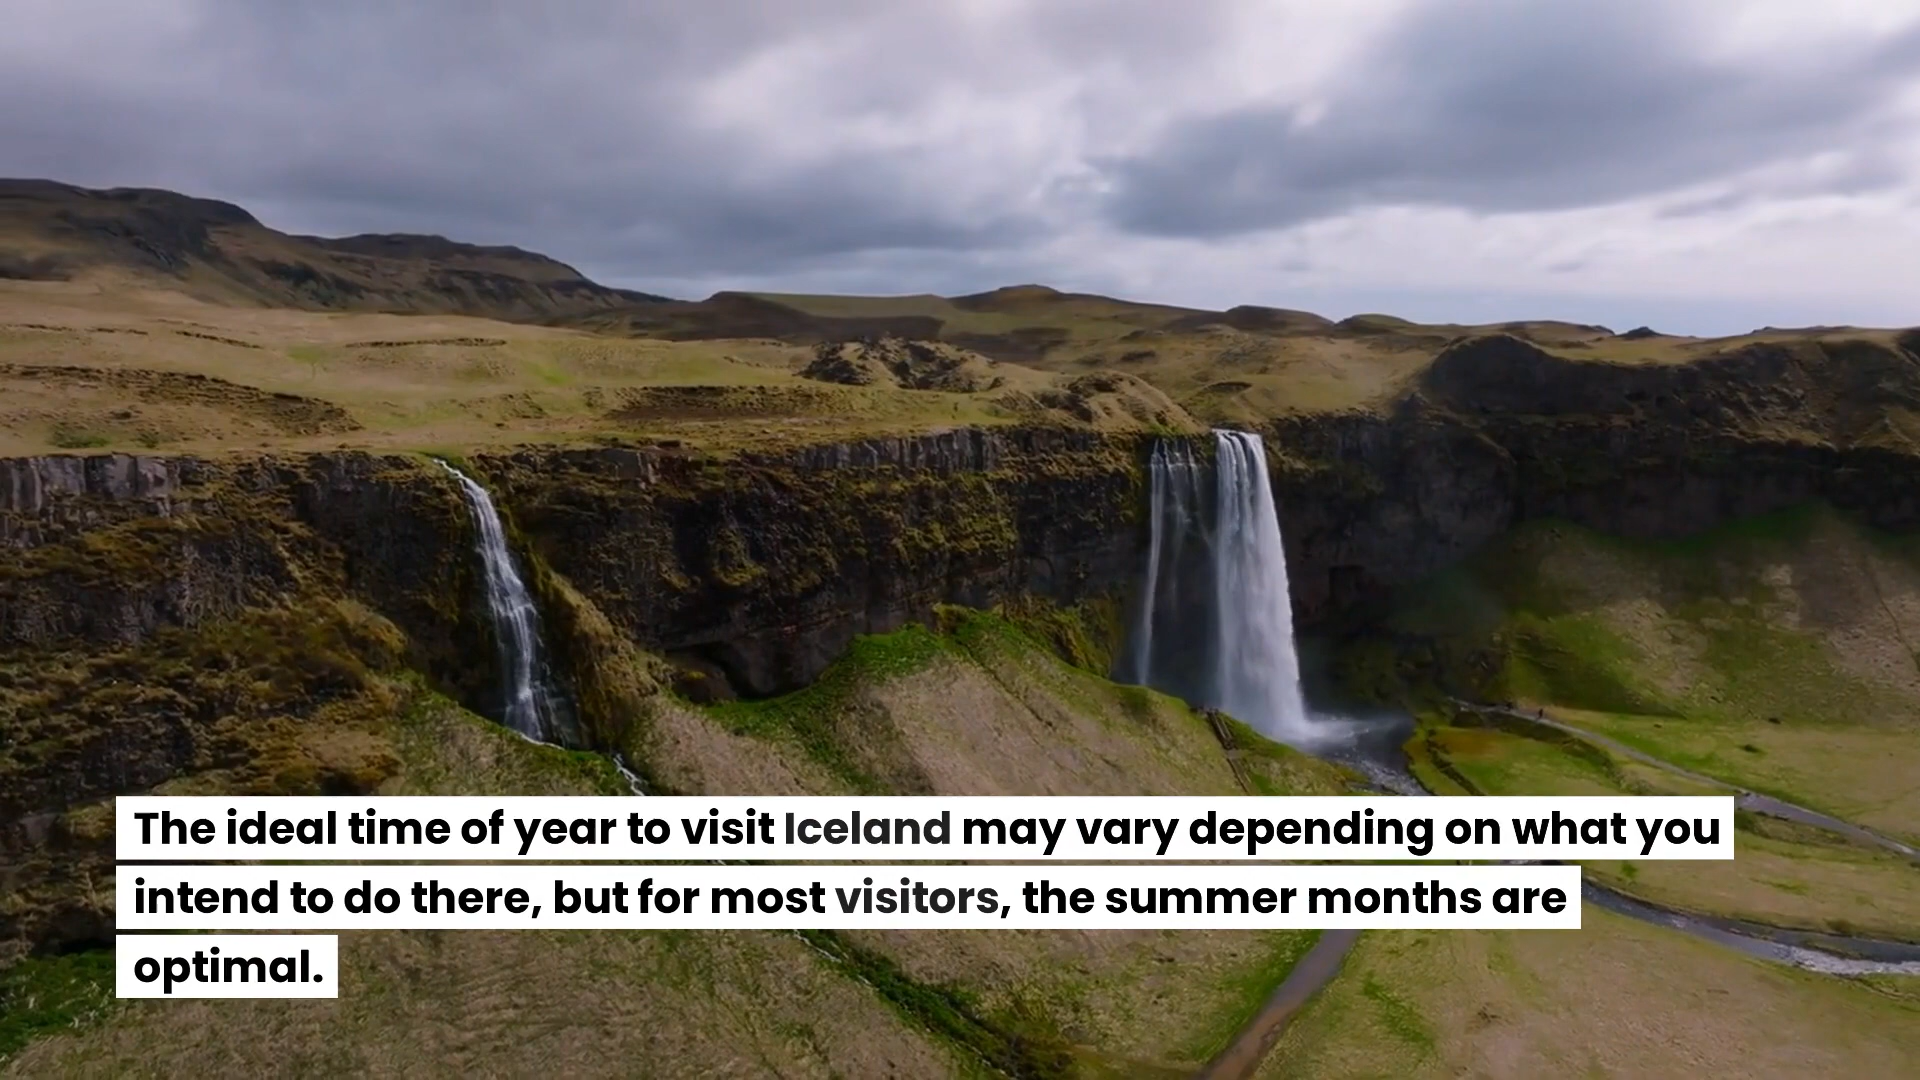 The ideal time of year to visit Iceland may vary depending on what you
intend to do there, but for most visitors, the summer months are
optimal.